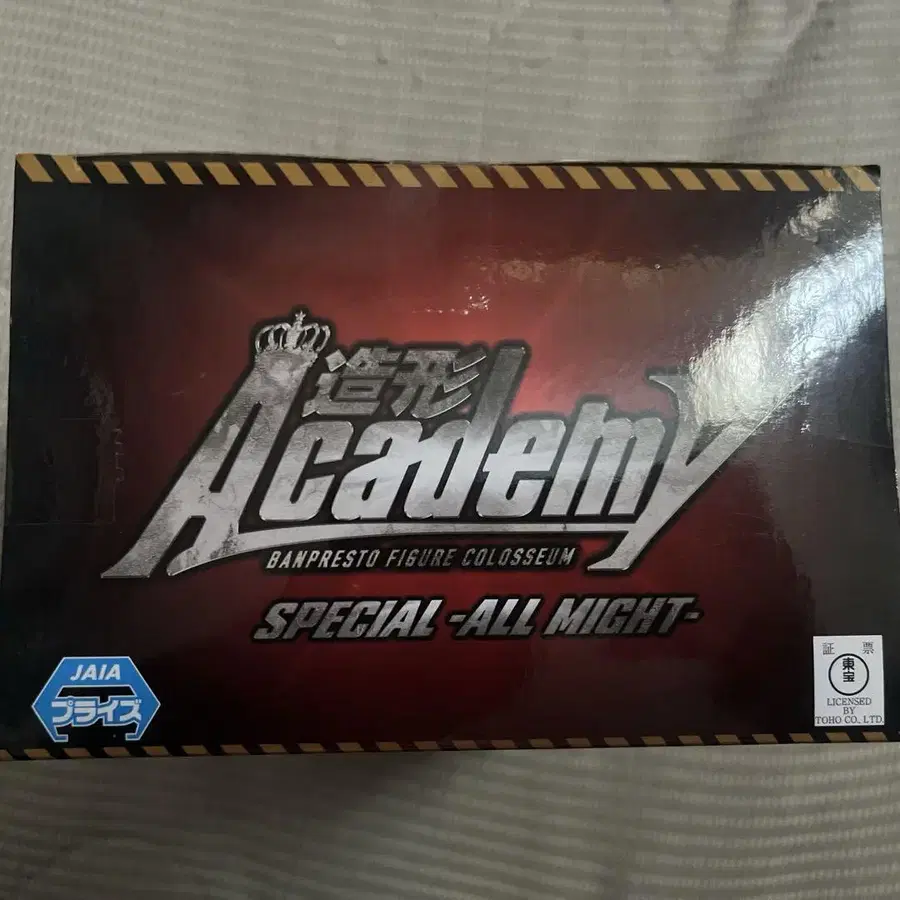 造形
Academy
BANPRESTO FIGURE COLOSSEUM
SPECIAL -ALL MIGHT-
JAIA
プライズ
証 票
東宝
LICENSED
BY
TOHO CO., LTD.